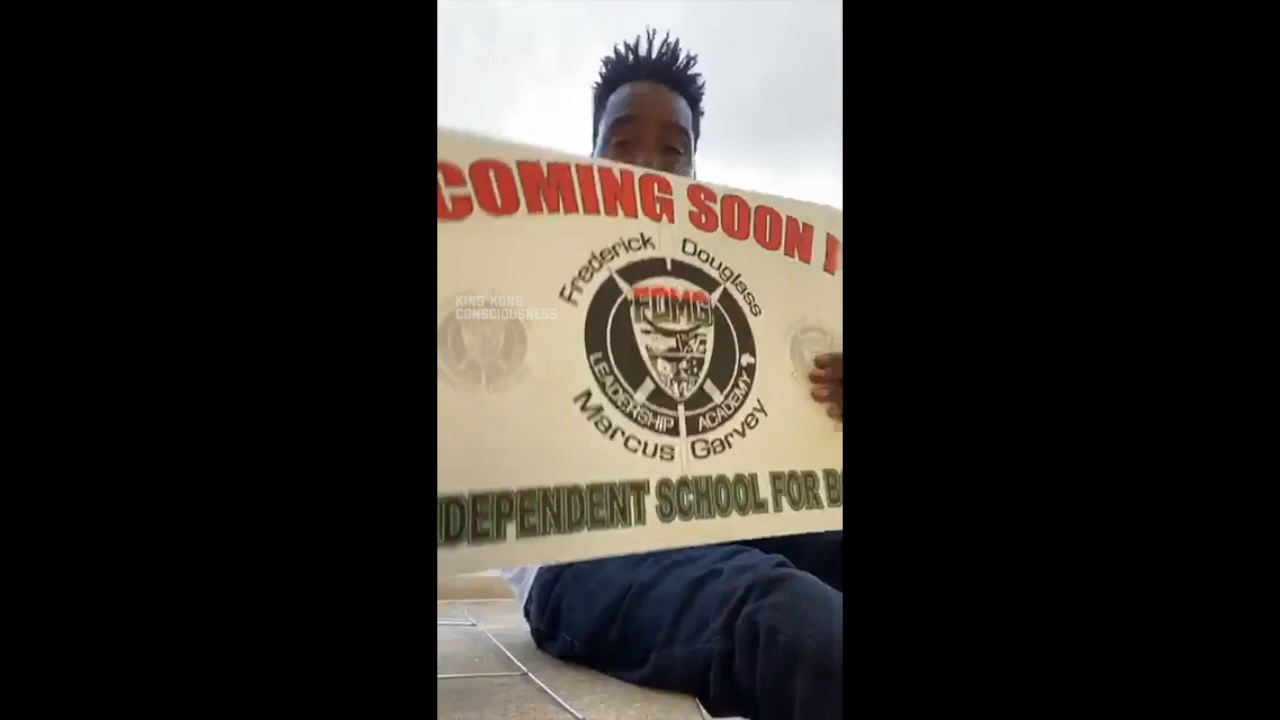 COMING SOON
Frederick Douglass
FDMG
LEADERSHIP ACADEMY
Marcus Garvey
KING KONG
CONSCIOUSNESS
DEPENDENT SCHOOL FOR B